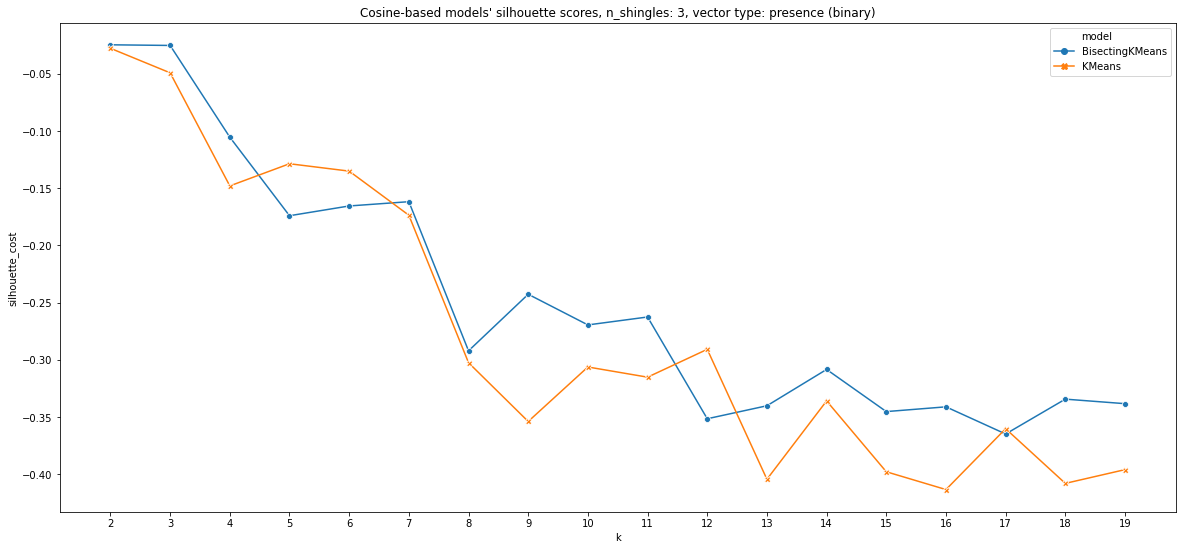 Cosine-based models' silhouette scores, n_shingles: 3, vector type: presence (binary)
model
BisectingKMeans
KMeans
silhouette_cost
−0.05
−0.10
−0.15
−0.20
−0.25
−0.30
−0.35
−0.40
2 3 4 5 6 7 8 9 10 11 12 13 14 15 16 17 18 19
k